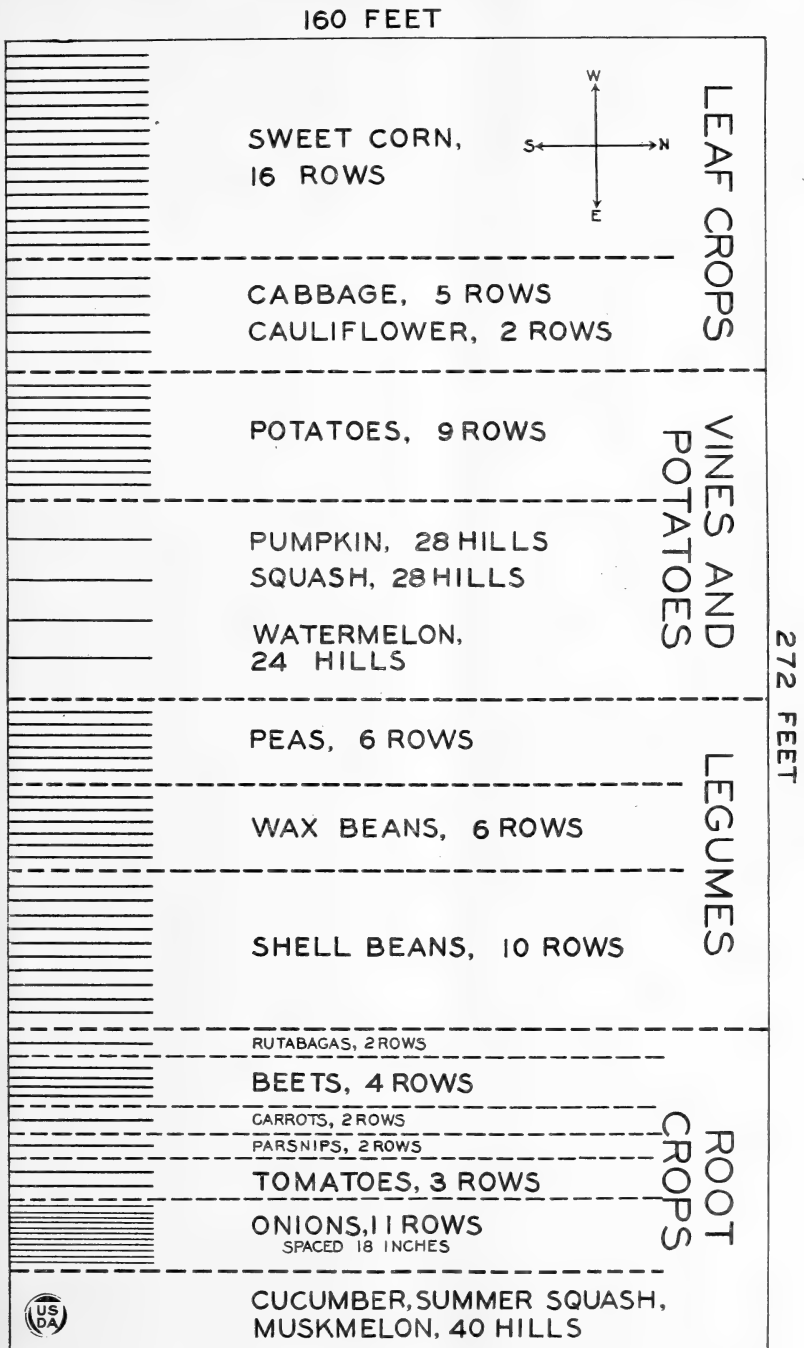 160 FEET
W
S N
E
SWEET CORN,
16 ROWS
LEAF CROPS
CABBAGE, 5 ROWS
CAULIFLOWER, 2 ROWS
POTATOES, 9 ROWS
VINES AND
POTATOES
PUMPKIN, 28 HILLS
SQUASH, 28 HILLS
WATERMELON,
24 HILLS
272 FEET
PEAS, 6 ROWS
LEGUMES
WAX BEANS, 6 ROWS
SHELL BEANS, 10 ROWS
RUTABAGAS, 2 ROWS
BEETS, 4 ROWS
CARROTS, 2 ROWS
PARSNIPS, 2 ROWS
ROOT
CROPS
TOMATOES, 3 ROWS
ONIONS, 11 ROWS
SPACED 18 INCHES
CUCUMBER, SUMMER SQUASH,
MUSKMELON, 40 HILLS
US
DA